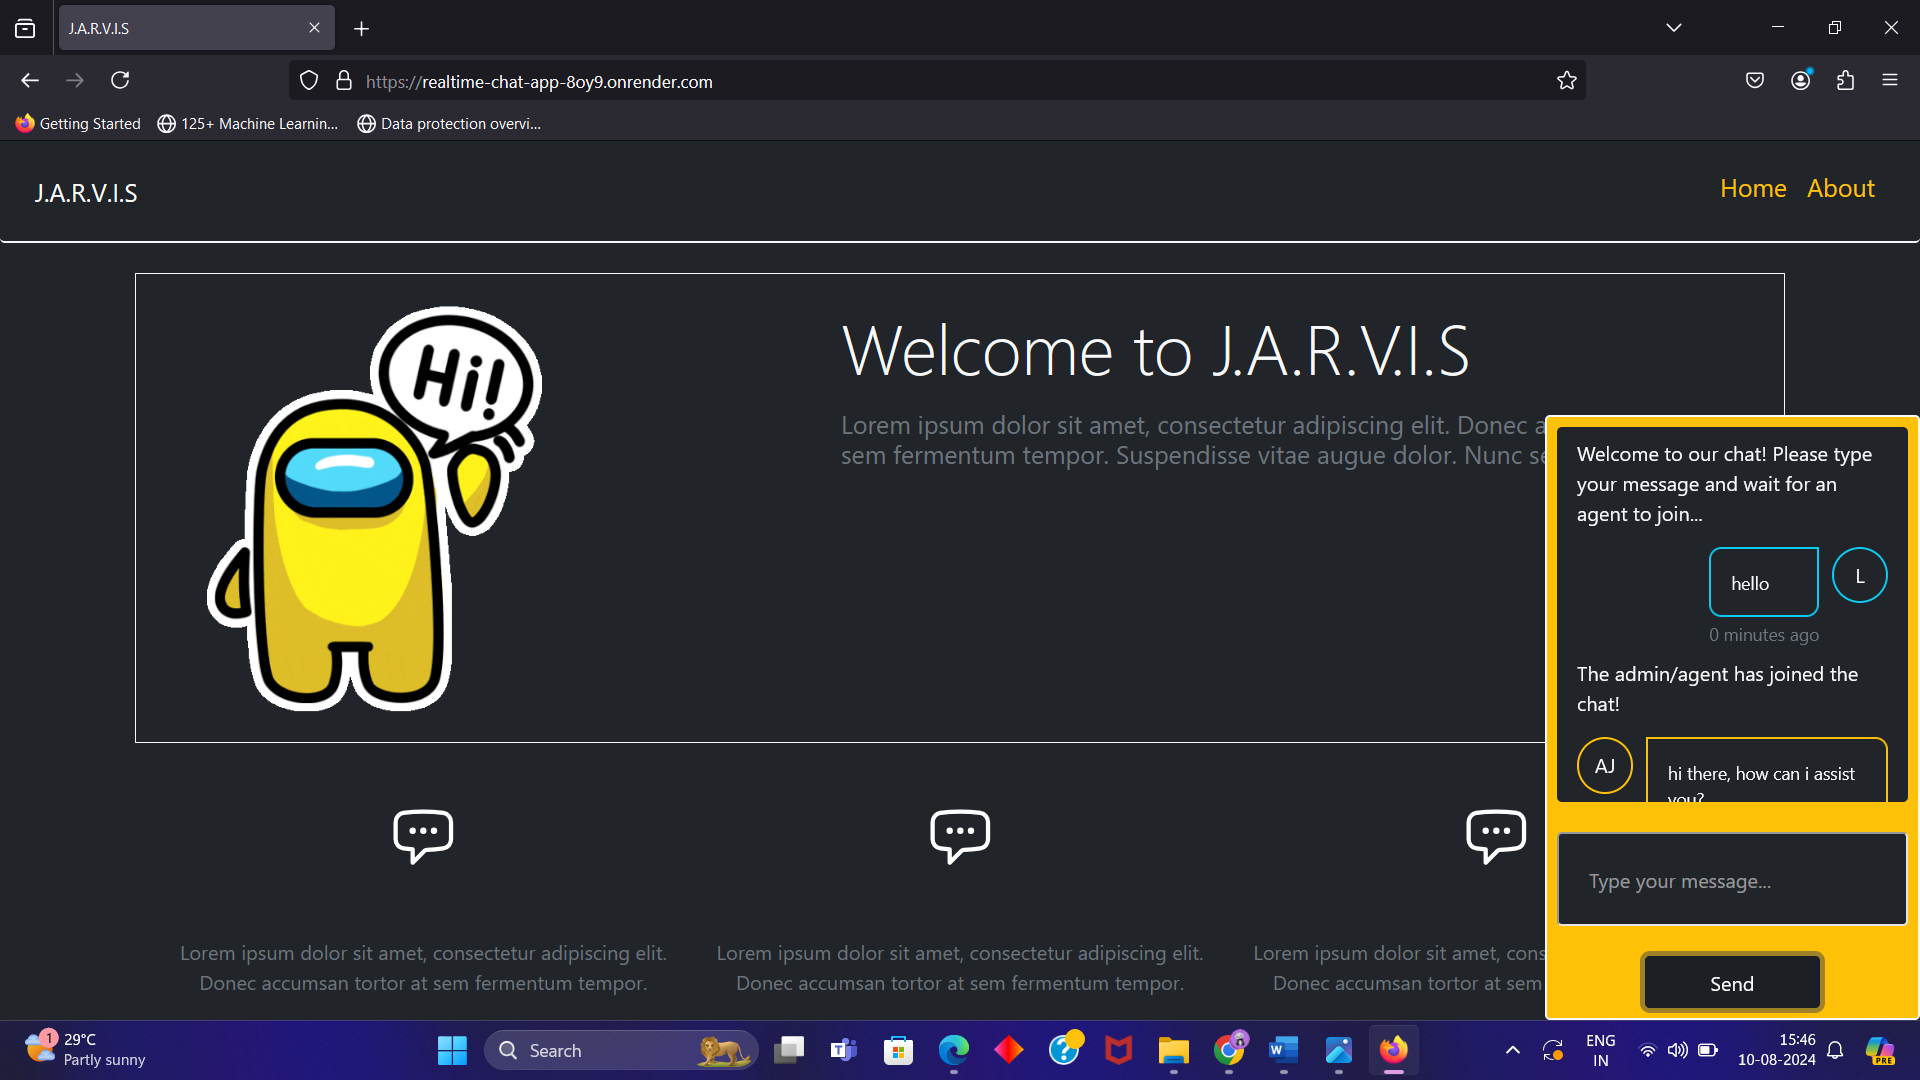 J.A.R.V.I.S
https://realtime-chat-app-8oy9.onrender.com
Getting Started
125+ Machine Learnin...
Data protection overvi...
J.A.R.V.I.S
Home
About
Hi!
Welcome to J.A.R.V.I.S
Lorem ipsum dolor sit amet, consectetur adipiscing elit. Donec a
sem fermentum tempor. Suspendisse vitae augue dolor. Nunc se
Welcome to our chat! Please type
your message and wait for an
agent to join...
hello
L
0 minutes ago
The admin/agent has joined the
chat!
AJ
hi there, how can i assist
you?
Type your message...
Send
Lorem ipsum dolor sit amet, consectetur adipiscing elit.
Donec accumsan tortor at sem fermentum tempor.
Lorem ipsum dolor sit amet, consectetur adipiscing elit.
Donec accumsan tortor at sem fermentum tempor.
Lorem ipsum dolor sit amet, cons
Donec accumsan tortor at sem
1
29°C
Partly sunny
Search
ENG
IN
15:46
10-08-2024
PRE